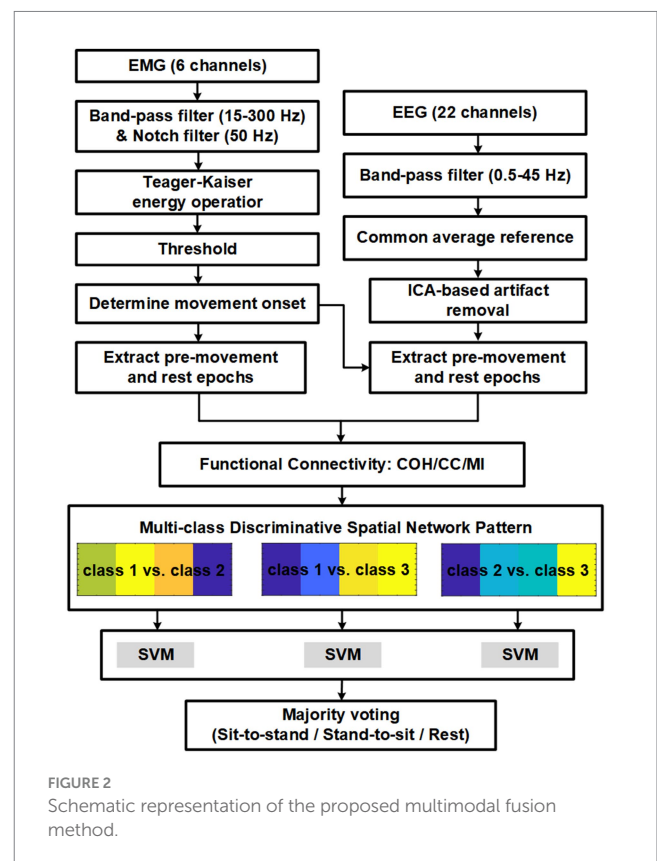 EMG (6 channels)
Band-pass filter (15-300 Hz)
& Notch filter (50 Hz)
Teager-Kaiser
energy operatior
Threshold
Determine movement onset
Extract pre-movement
and rest epochs
EEG (22 channels)
Band-pass filter (0.5-45 Hz)
Common average reference
ICA-based artifact
removal
Extract pre-movement
and rest epochs
Functional Connectivity: COH/CC/MI
Multi-class Discriminative Spatial Network Pattern
class 1 vs. class 2
class 1 vs. class 3
class 2 vs. class 3
SVM
SVM
SVM
Majority voting
(Sit-to-stand / Stand-to-sit / Rest)
FIGURE 2
Schematic representation of the proposed multimodal fusion
method.